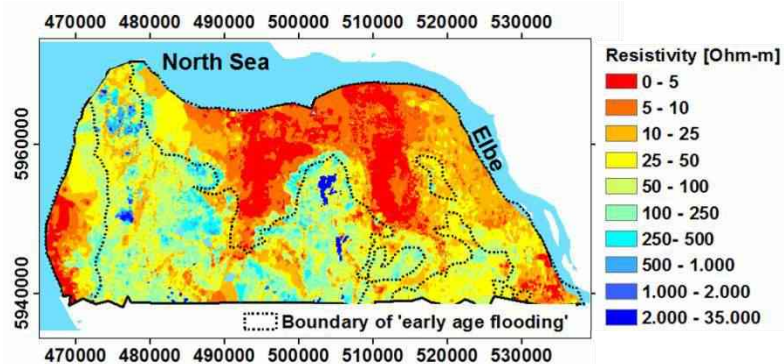 470000 480000 490000 500000 510000 520000 530000
North Sea
Elbe
5960000
5940000
Resistivity [Ohm-m]
0 - 5
5 - 10
10 - 25
25 - 50
50 - 100
100 - 250
250- 500
500 - 1.000
1.000 - 2.000
2.000 - 35.000
Boundary of 'early age flooding'
470000 480000 490000 500000 510000 520000 530000